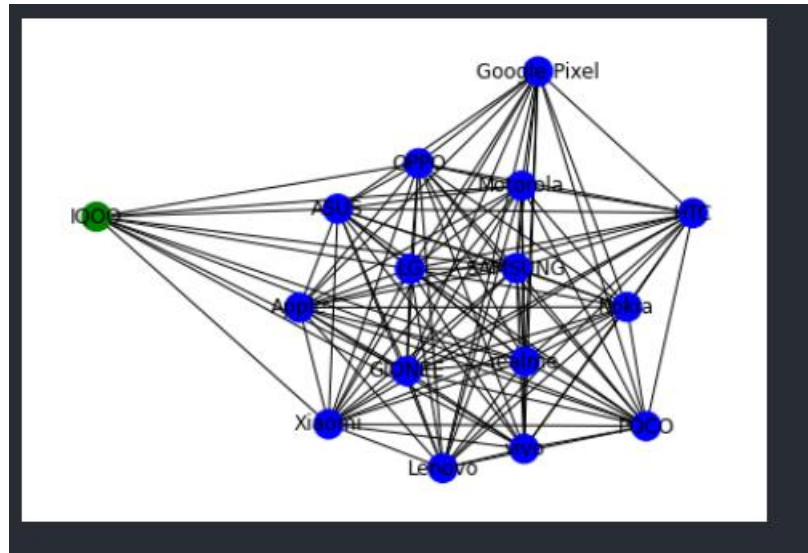 Google Pixel
OPPO
Motorola
ASUS
IQOO
HTC
LG
SAMSUNG
Apple
Nokia
GIONEE
realme
Xiaomi
POCO
vivo
Lenovo